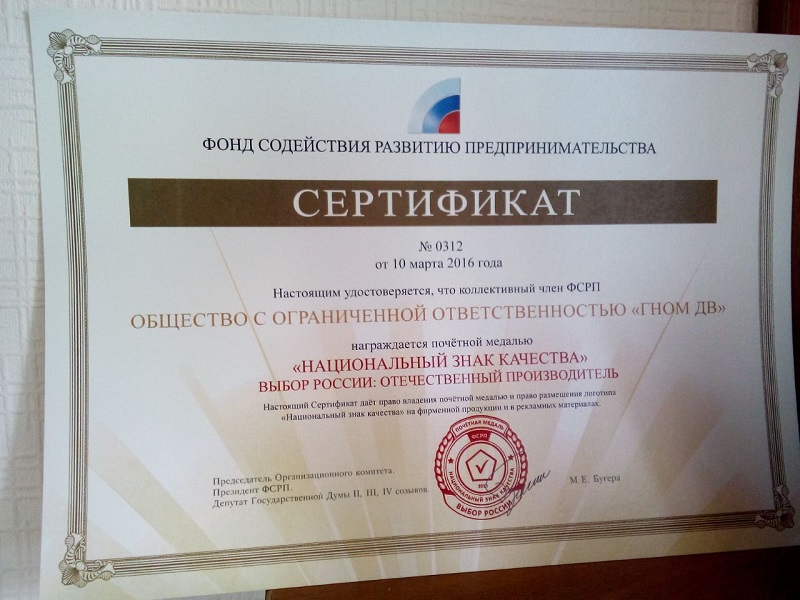 ФОНД СОДЕЙСТВИЯ РАЗВИТИЮ ПРЕДПРИНИМАТЕЛЬСТВА
СЕРТИФИКАТ
№ 0312
от 10 марта 2016 года
Настоящим удостоверяется, что коллективный член ФСРП
ОБЩЕСТВО С ОГРАНИЧЕННОЙ ОТВЕТСТВЕННОСТЬЮ «ГНОМ ДВ»
награждается почётной медалью
«НАЦИОНАЛЬНЫЙ ЗНАК КАЧЕСТВА»
ВЫБОР РОССИИ: ОТЕЧЕСТВЕННЫЙ ПРОИЗВОДИТЕЛЬ
Настоящий Сертификат даёт право владения почётной медалью и право размещения логотипа
«Национальный знак качества» на фирменной продукции и в рекламных материалах.
ПОЧЁТНАЯ МЕДАЛЬ
ФСРП
НАЦИОНАЛЬНЫЙ ЗНАК КАЧЕСТВА
ВЫБОР РОССИИ
Председатель Организационного комитета.
Президент ФСРП.
Депутат Государственной Думы II, III, IV созывов.
М.Е. Бугера